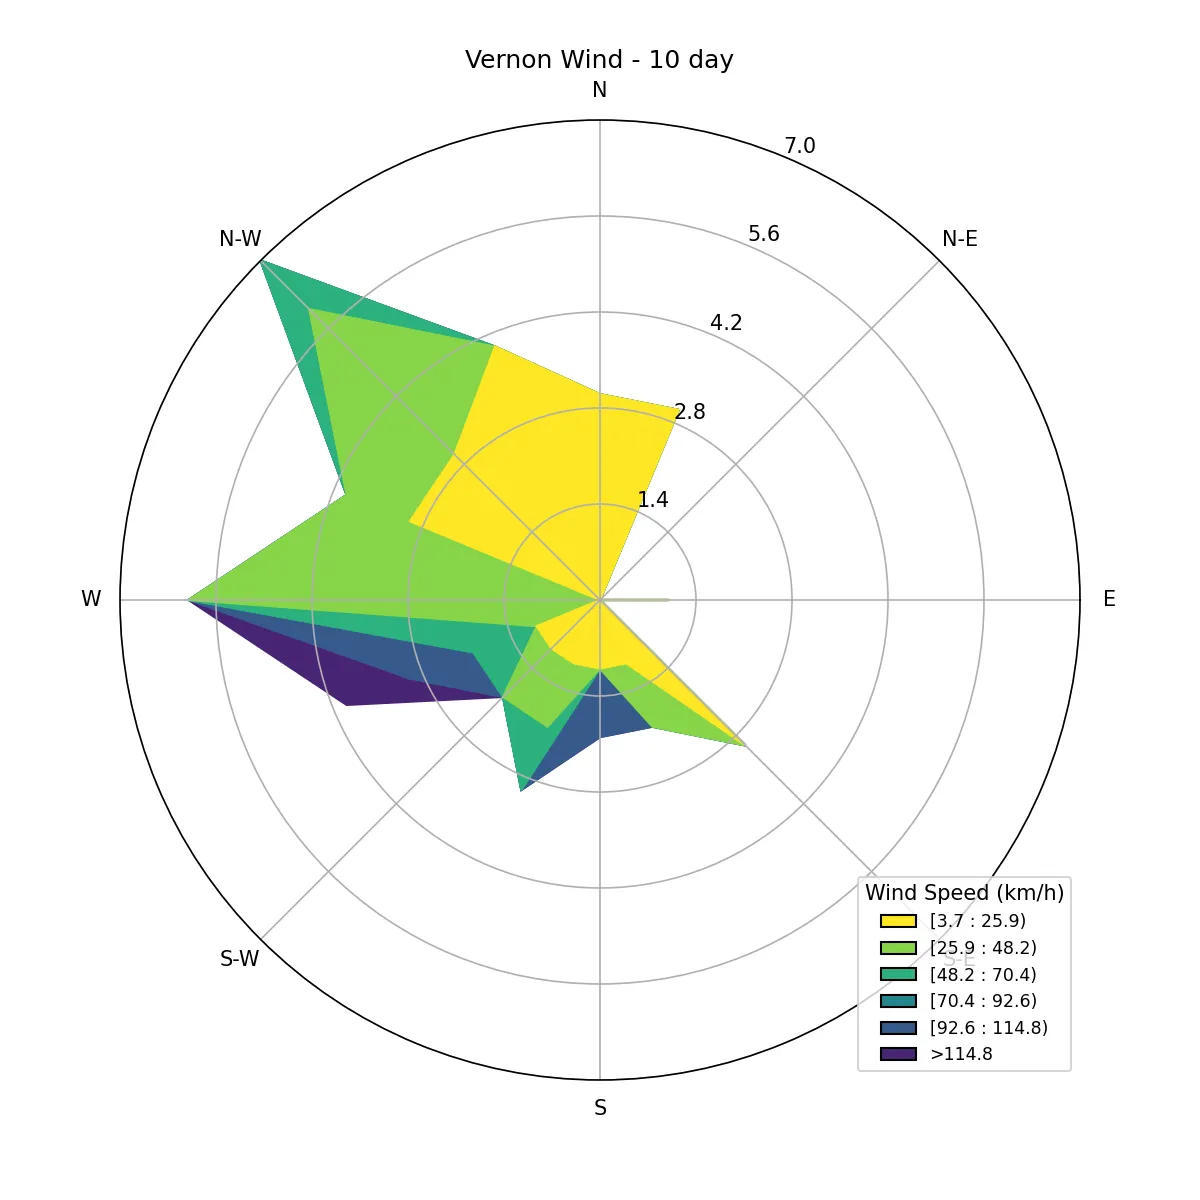 Vernon Wind - 10 day
N
7.0
N-W
5.6
N-E
4.2
2.8
1.4
W
E
S-W
S-E
S
Wind Speed (km/h)
[3.7 : 25.9)
[25.9 : 48.2)
[48.2 : 70.4)
[70.4 : 92.6)
[92.6 : 114.8)
>114.8